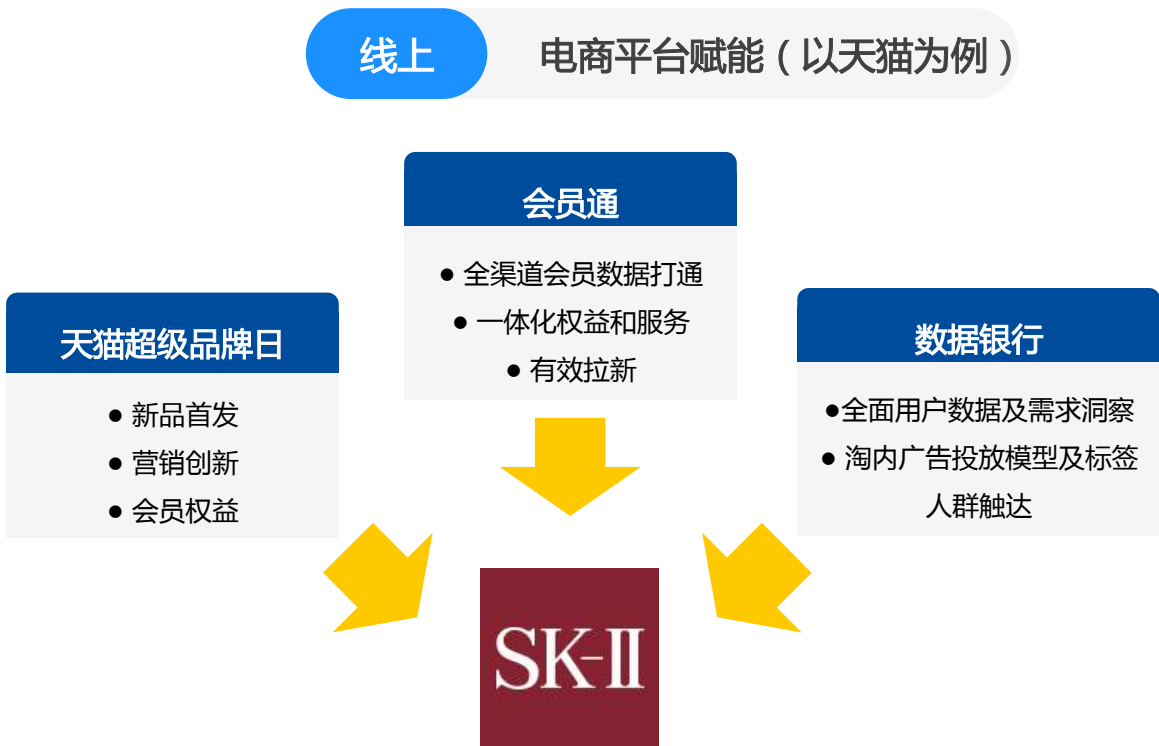 线上
电商平台赋能（以天猫为例）
会员通
● 全渠道会员数据打通
● 一体化权益和服务
● 有效拉新
天猫超级品牌日
● 新品首发
● 营销创新
● 会员权益
数据银行
●全面用户数据及需求洞察
● 淘内广告投放模型及标签
人群触达
SK-II